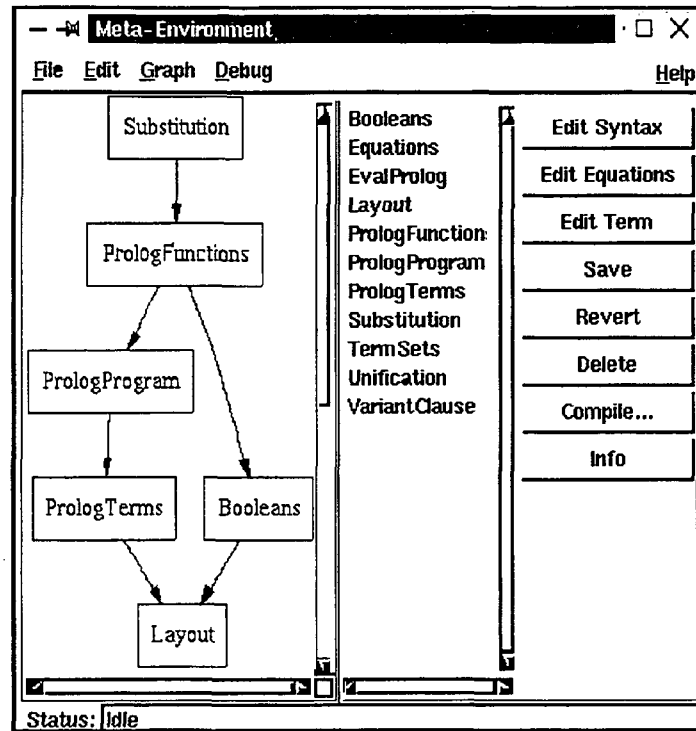 Meta-Environment
File Edit Graph Debug Help
Substitution
PrologFunctions
PrologProgram
PrologTerms Booleans
Layout
Booleans
Equations
EvalProlog
Layout
PrologFunction
PrologProgram
PrologTerms
Substitution
TermSets
Unification
VariantClause
Edit Syntax
Edit Equations
Edit Term
Save
Revert
Delete
Compile...
Info
Status: Idle